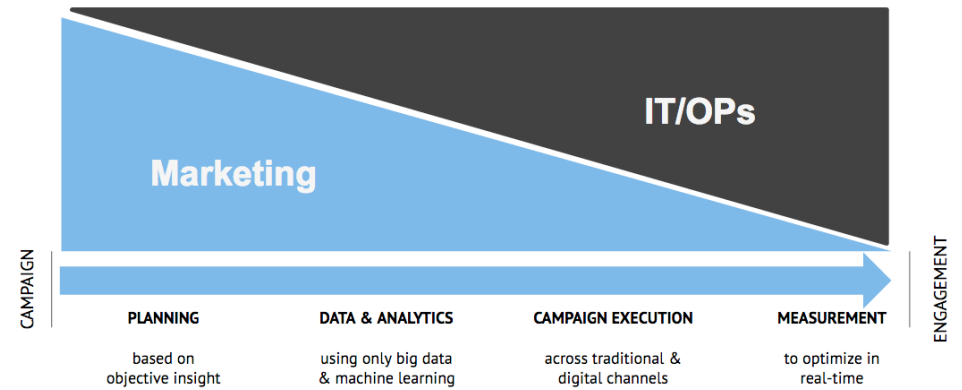 IT/OPs
Marketing
CAMPAIGN
ENGAGEMENT
PLANNING
DATA & ANALYTICS
CAMPAIGN EXECUTION
MEASUREMENT
based on
objective insight
using only big data
& machine learning
across traditional &
digital channels
to optimize in
real-time